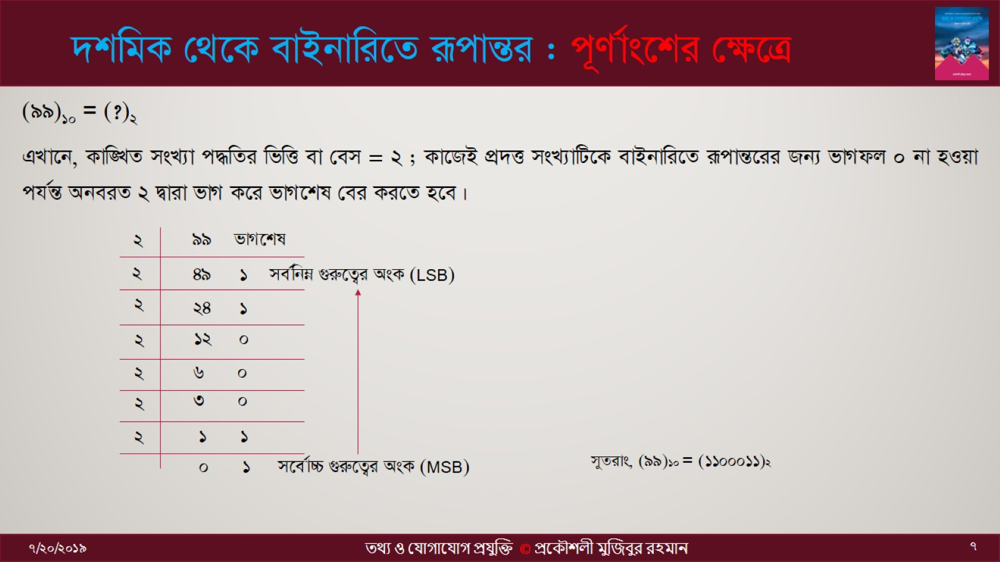 দশমিক থেকে বাইনারিতে রূপান্তর : পূর্ণাংশের ক্ষেত্রে
(৯৯)১০ = (?)২
এখানে, কাঙ্খিত সংখ্যা পদ্ধতির ভিত্তি বা বেস = ২ ; কাজেই প্রদত্ত সংখ্যাটিকে বাইনারিতে রূপান্তরের জন্য ভাগফল ০ না হওয়া
পর্যন্ত অনবরত ২ দ্বারা ভাগ করে ভাগশেষ বের করতে হবে।
২ ৯৯ ভাগশেষ
২ ৪৯ ১ সর্বনিম্ন গুরুত্বের অংক (LSB)
২ ২৪ ১
২ ১২ ০
২ ৬ ০
২ ৩ ০
২ ১ ১
০ ১ সর্বোচ্চ গুরুত্বের অংক (MSB)
সুতরাং, (৯৯)১০ = (১১০০০১১)২
৭/২০/২০১৯ তথ্য ও যোগাযোগ প্রযুক্তি © প্রকৌশলী মুজিবুর রহমান ৭